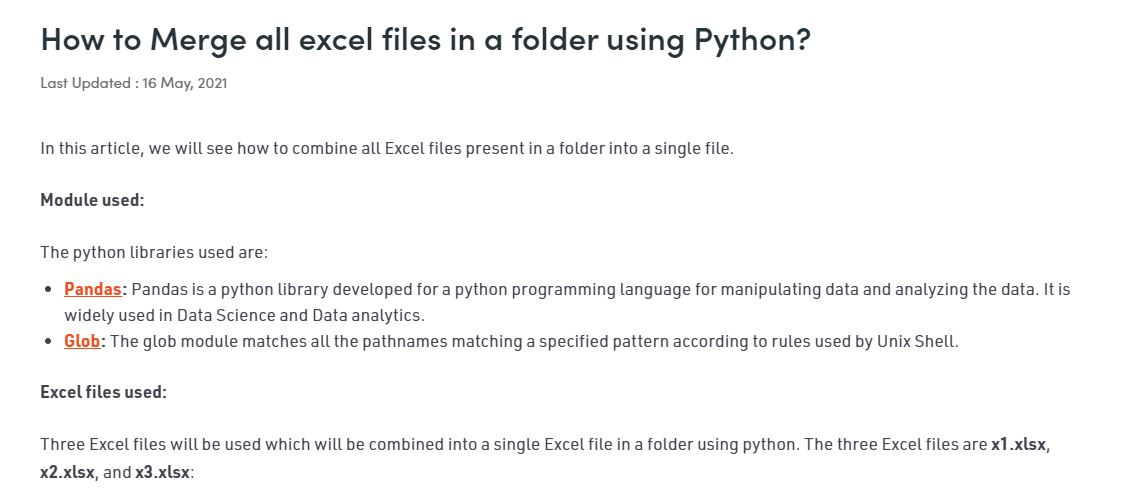 How to Merge all excel files in a folder using Python?
Last Updated : 16 May, 2021
In this article, we will see how to combine all Excel files present in a folder into a single file.
Module used:
The python libraries used are:
• Pandas: Pandas is a python library developed for a python programming language for manipulating data and analyzing the data. It is
widely used in Data Science and Data analytics.
• Glob: The glob module matches all the pathnames matching a specified pattern according to rules used by Unix Shell.
Excel files used:
Three Excel files will be used which will be combined into a single Excel file in a folder using python. The three Excel files are x1.xlsx,
x2.xlsx, and x3.xlsx: